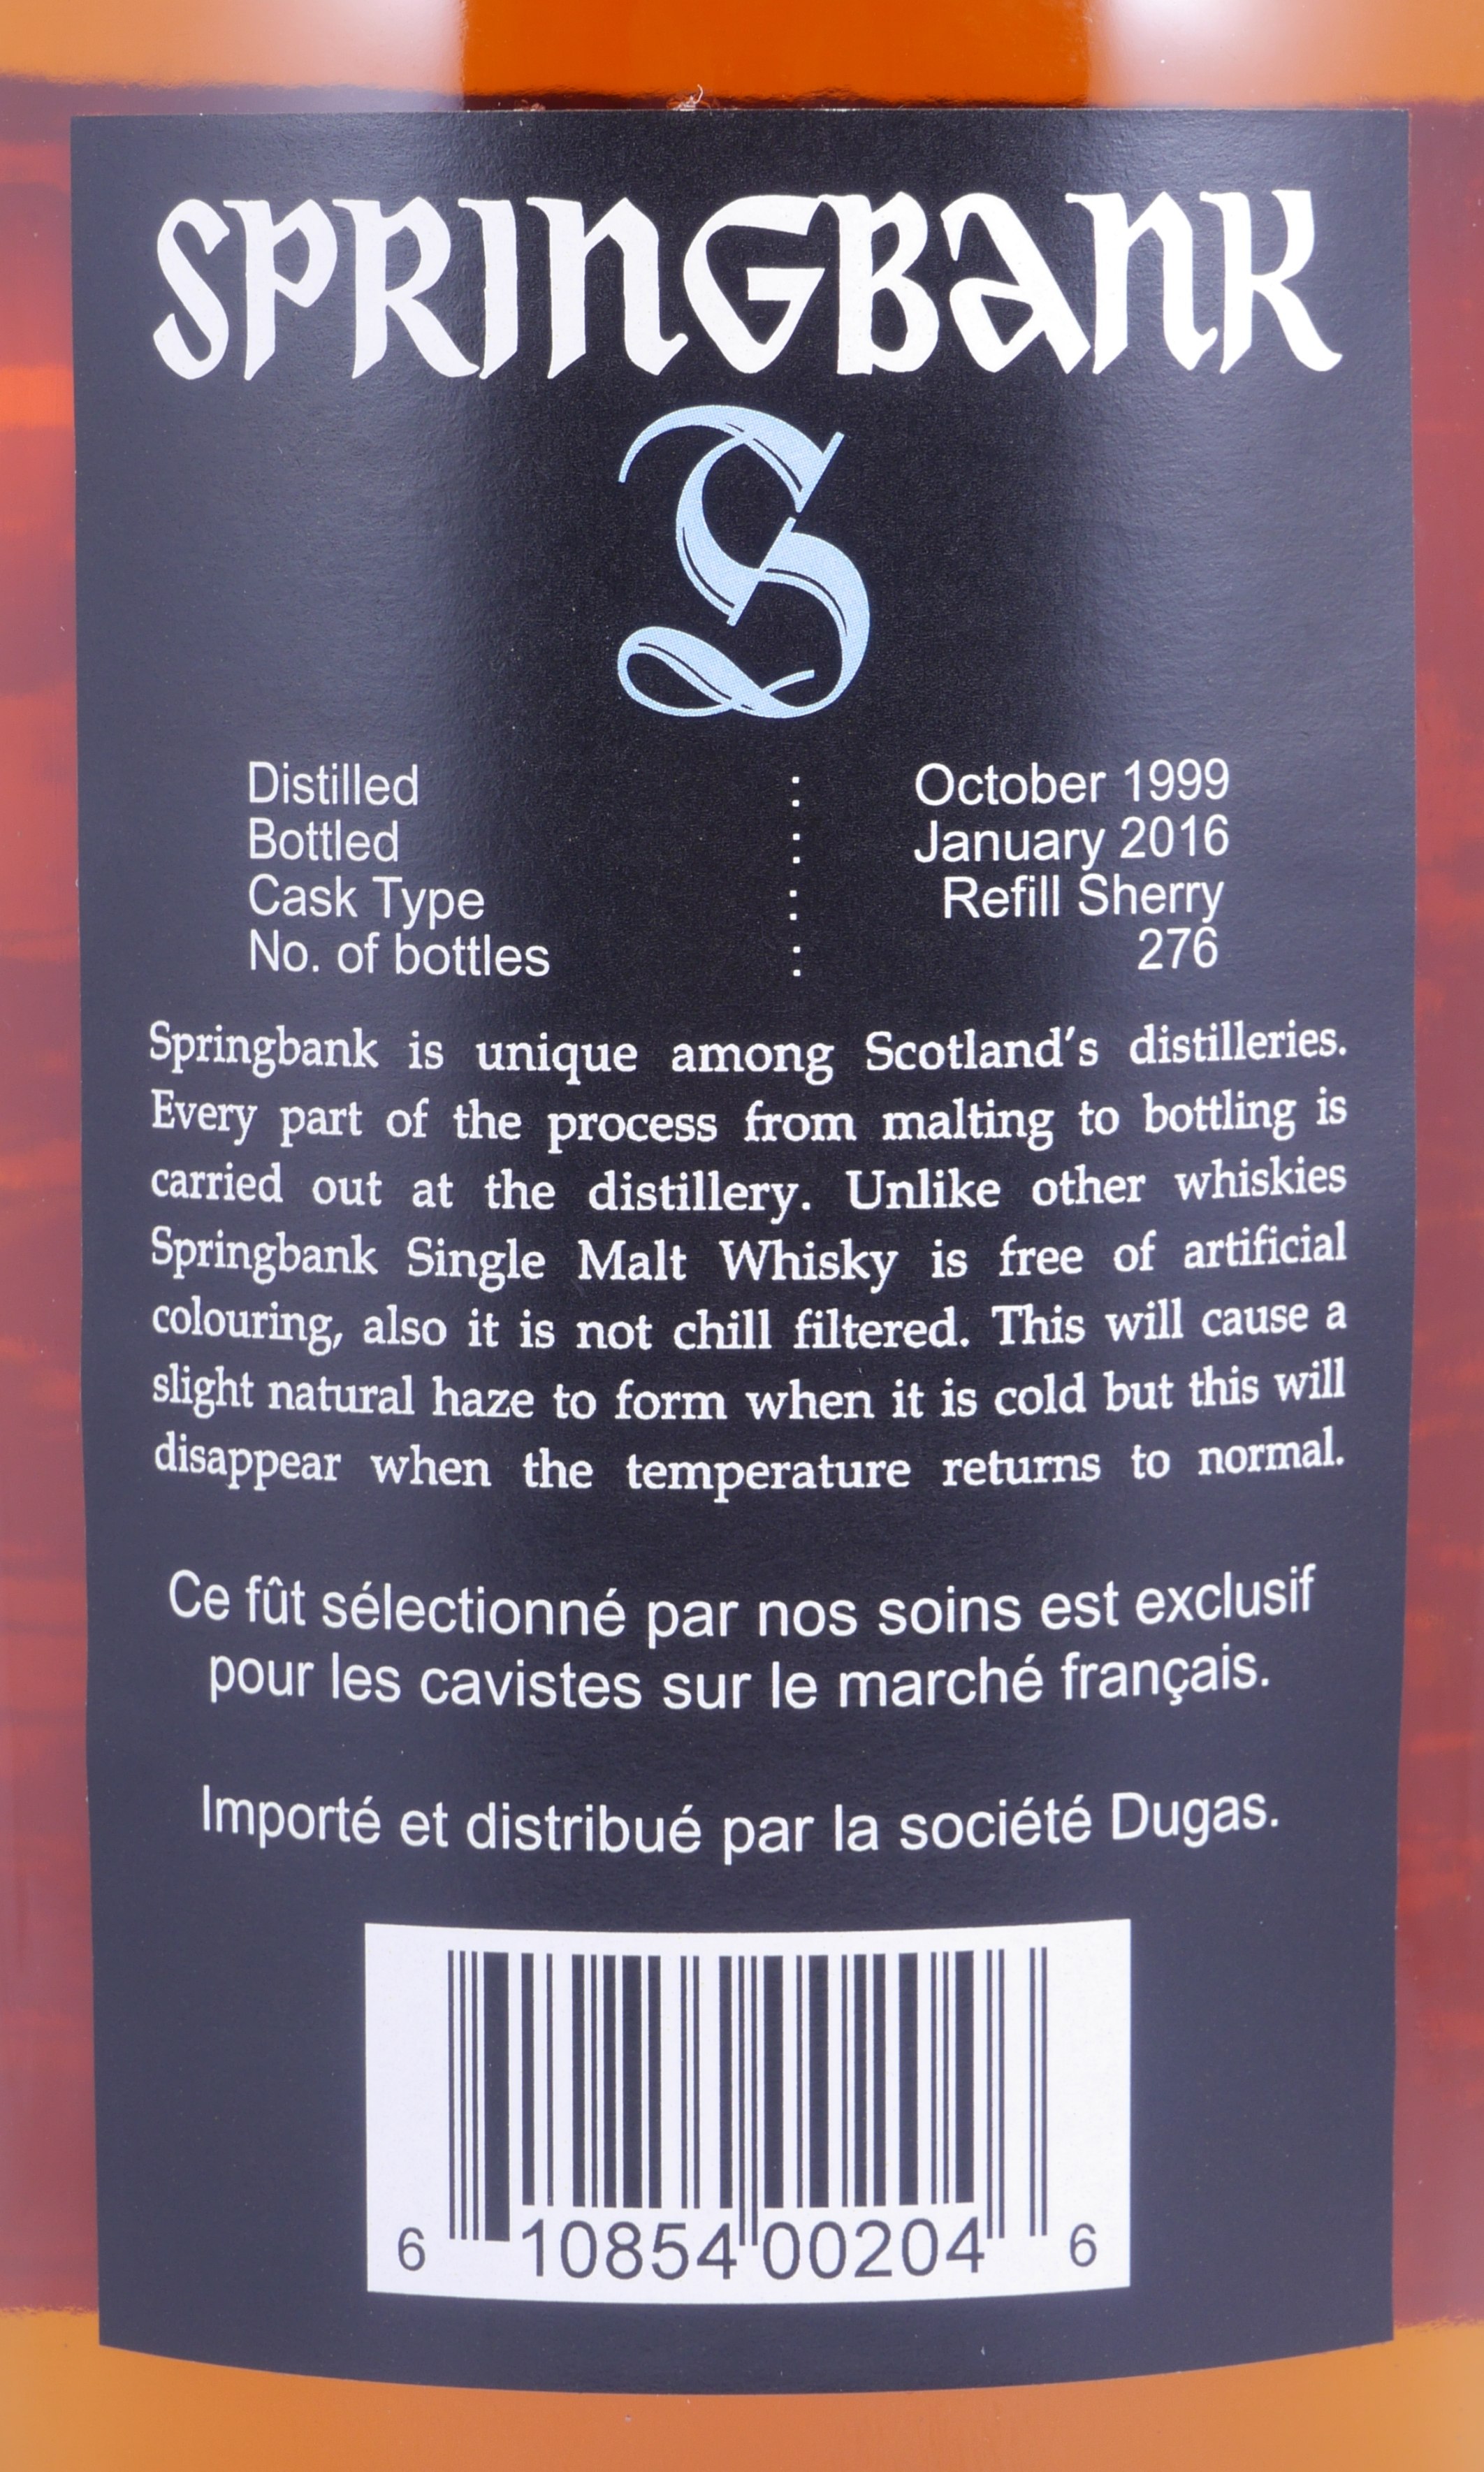 SPRINGBANK
S
Distilled : October 1999
Bottled : January 2016
Cask Type : Refill Sherry
No. of bottles : 276
Springbank is unique among Scotland's distilleries.
Every part of the process from malting to bottling is
carried out at the distillery. Unlike other whiskies
Springbank Single Malt Whisky is free of artificial
colouring, also it is not chill filtered. This will cause a
slight natural haze to form when it is cold but this will
disappear when the temperature returns to normal.
Ce fût sélectionné par nos soins est exclusif
pour les cavistes sur le marché français.
Importé et distribué par la société Dugas.
6 10854 00204 6